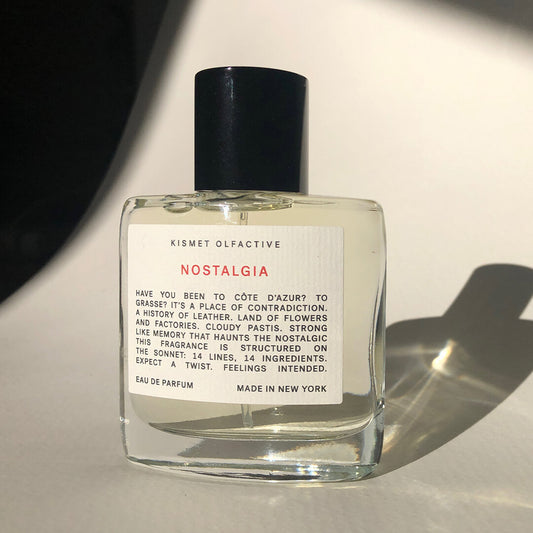 KISMET OLFACTIVE
NOSTALGIA
HAVE YOU BEEN TO CÔTE D'AZUR? TO
GRASSE? IT'S A PLACE OF CONTRADICTION.
A HISTORY OF LEATHER. LAND OF FLOWERS
AND FACTORIES. CLOUDY PASTIS. STRONG
LIKE MEMORY THAT HAUNTS THE NOSTALGIC
THIS FRAGRANCE IS STRUCTURED ON
THE SONNET: 14 LINES, 14 INGREDIENTS.
EXPECT A TWIST. FEELINGS INTENDED.
EAU DE PARFUM MADE IN NEW YORK